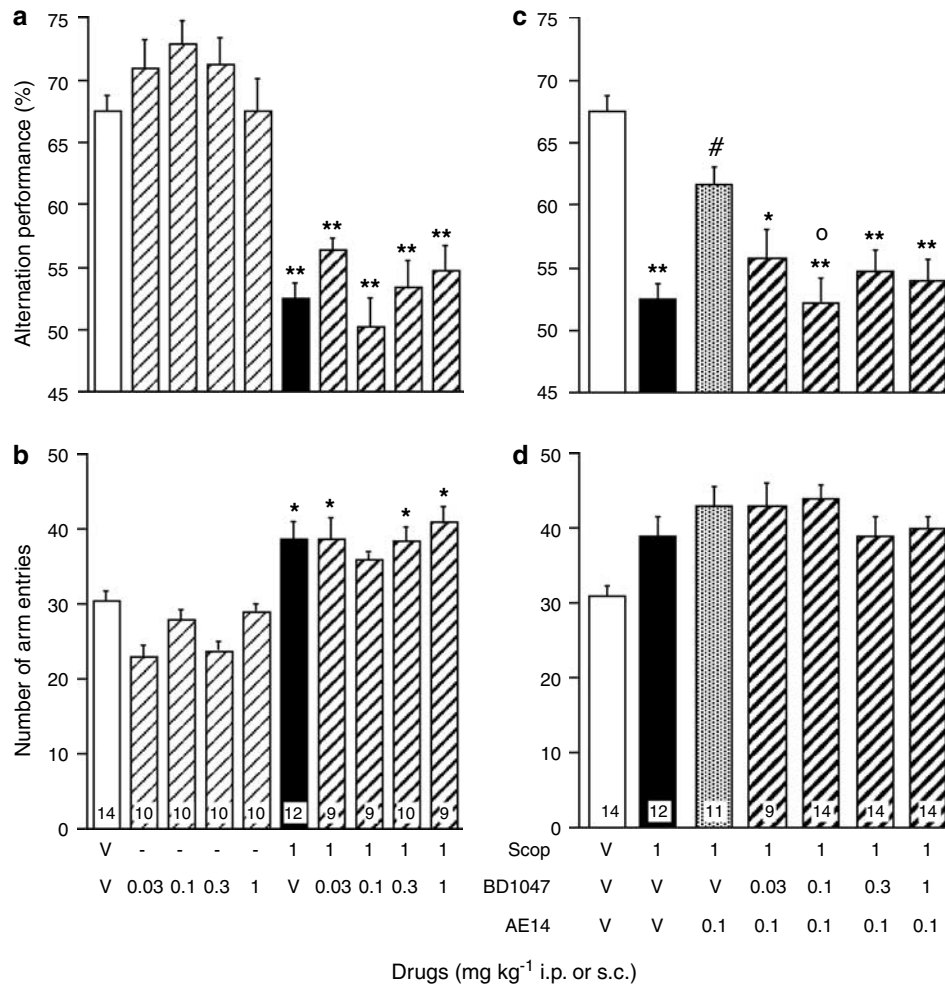 a
75
70
65
60
55
50
45
Alternation performance (%)
** ** ** ** **
c
75
70
65
60
55
50
45
** # * o ** ** **
b
50
40
30
20
10
0
Number of arm entries
* * * *
14 10 10 10 10 12 9 9 10 9
d
50
40
30
20
10
0
14 12 11 9 14 14 14
V - - - - 1 1 1 1 1 Scop V 1 1 1 1 1 1
V 0.03 0.1 0.3 1 V 0.03 0.1 0.3 1 BD1047 V V V 0.03 0.1 0.3 1
AE14 V V 0.1 0.1 0.1 0.1 0.1
Drugs (mg kg⁻¹ i.p. or s.c.)